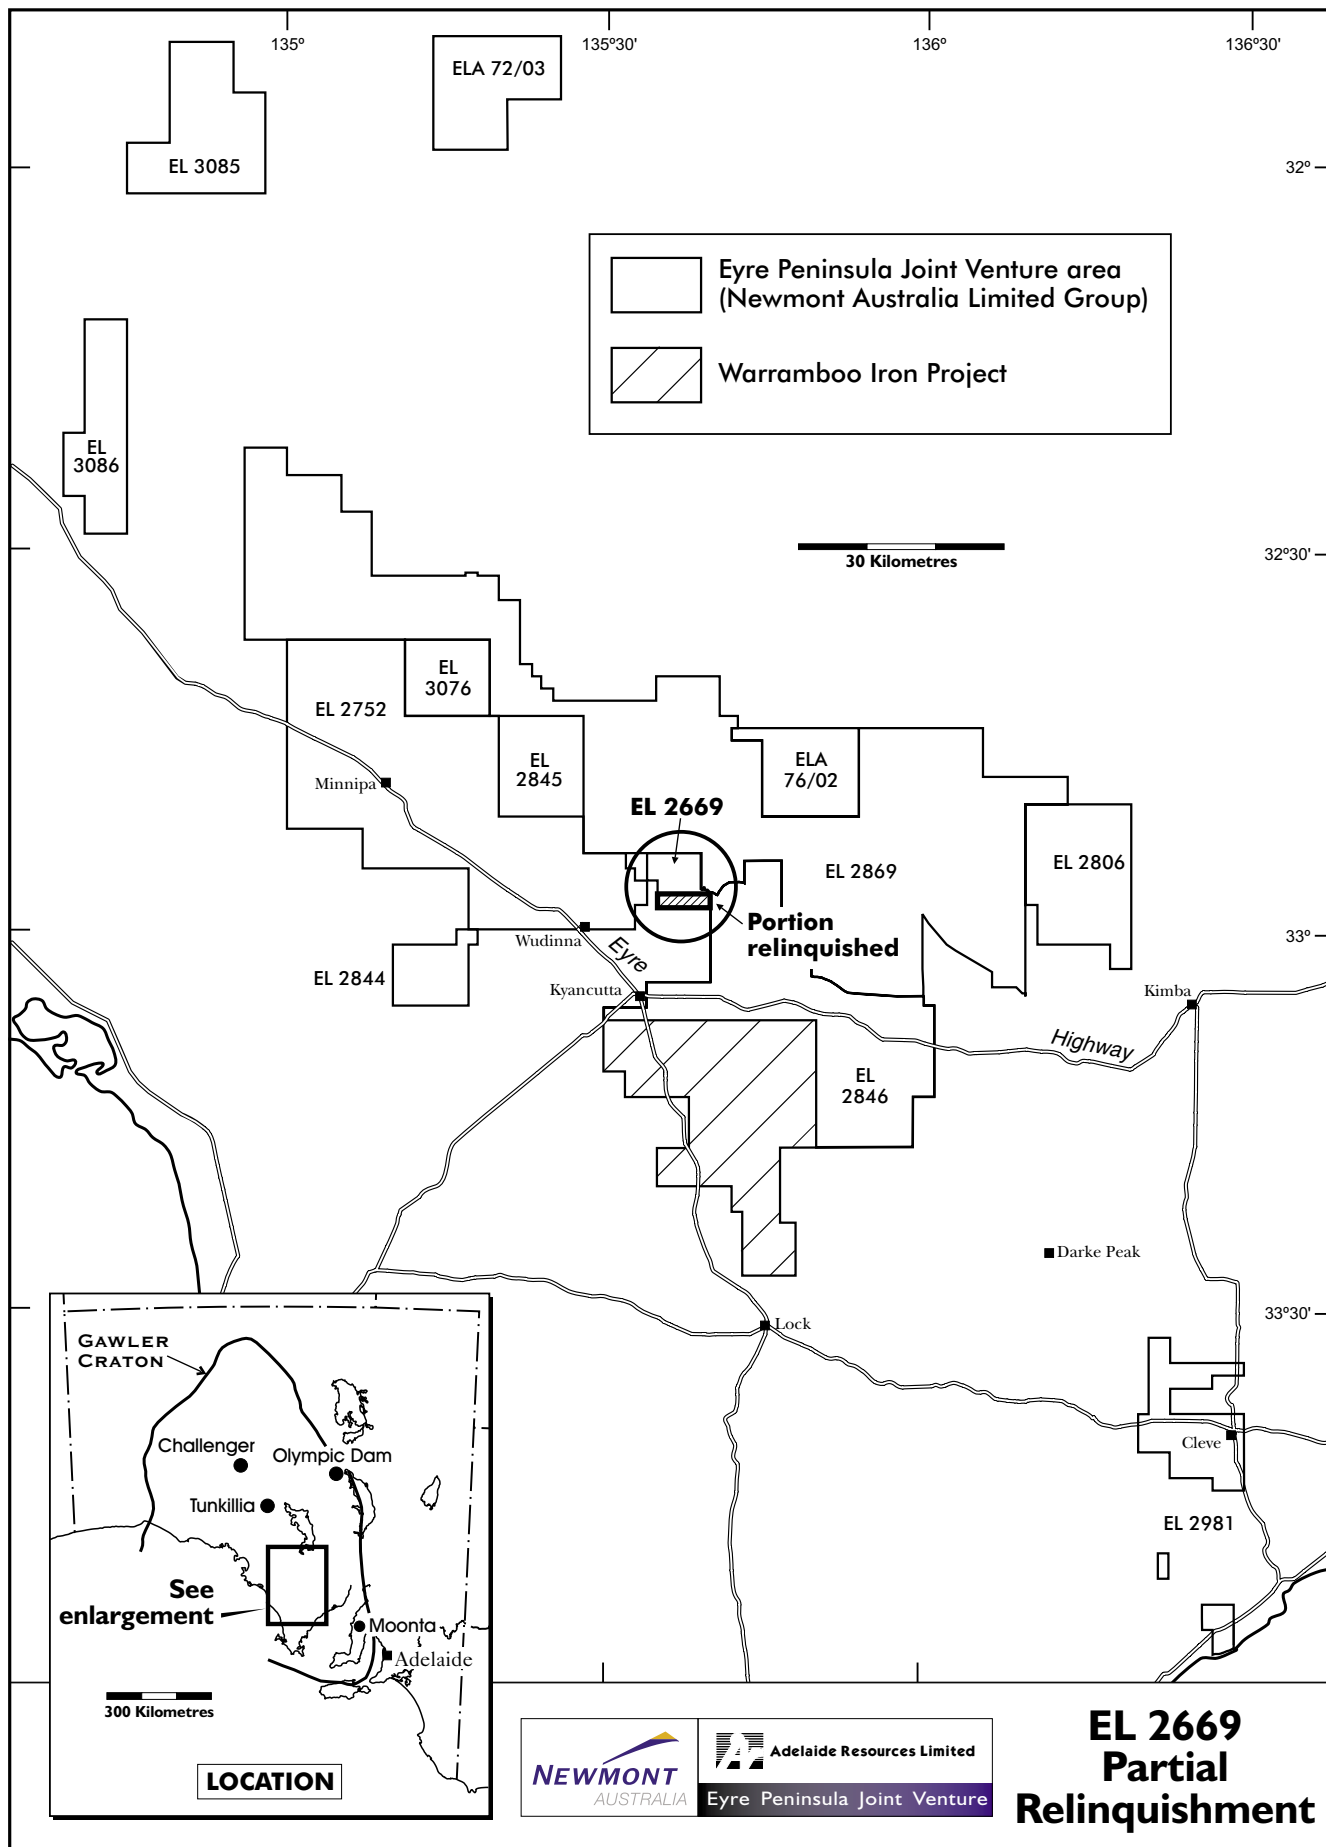 135º
135º30'
136º
136º30'
ELA 72/03
EL 3085
32º
Eyre Peninsula Joint Venture area
(Newmont Australia Limited Group)
Warramboo Iron Project
EL
3086
30 Kilometres
32º30'
EL
3076
EL 2752
EL
2845
ELA
76/02
Minnipa
EL 2669
EL 2869
EL 2806
Portion
relinquished
Wudinna
Eyre
33º
EL 2844
Kyancutta
Kimba
Highway
EL
2846
Darke Peak
Lock
33º30'
Cleve
EL 2981
GAWLER
CRATON
Challenger
Olympic Dam
Tunkillia
See
enlargement
Moonta
Adelaide
300 Kilometres
LOCATION
NEWMONT
AUSTRALIA
Ar
Adelaide Resources Limited
Eyre Peninsula Joint Venture
EL 2669
Partial
Relinquishment